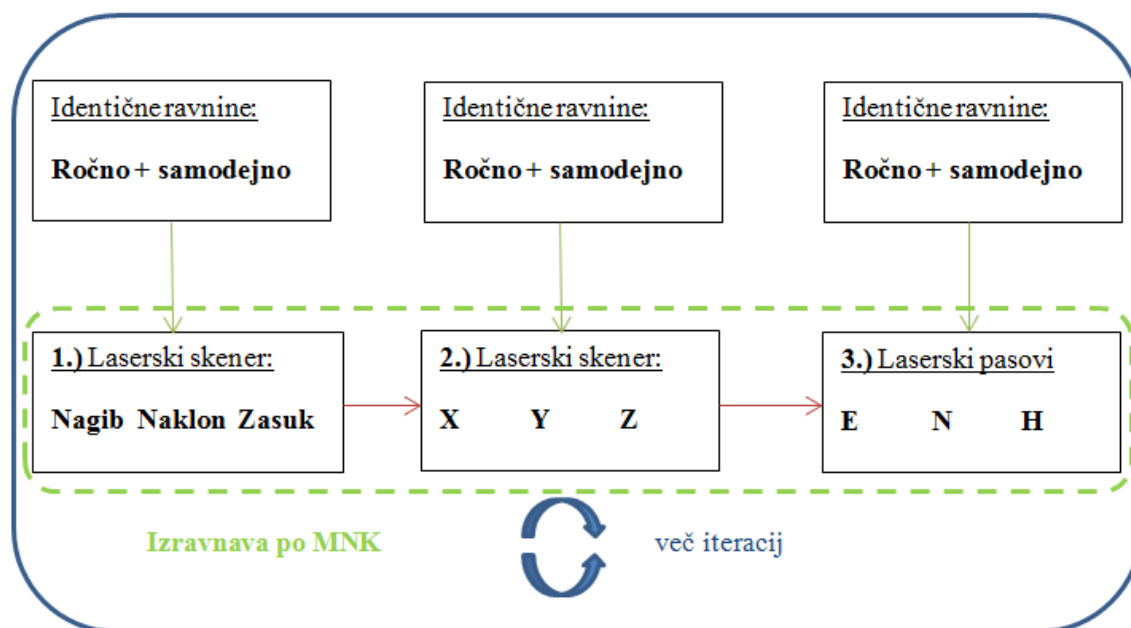 Identične ravnine:
Ročno + samodejno
Identične ravnine:
Ročno + samodejno
Identične ravnine:
Ročno + samodejno
1.) Laserski skener:
Nagib Naklon Zasuk
2.) Laserski skener:
X Y Z
3.) Laserski pasovi
E N H
Izravnava po MNK
več iteracij